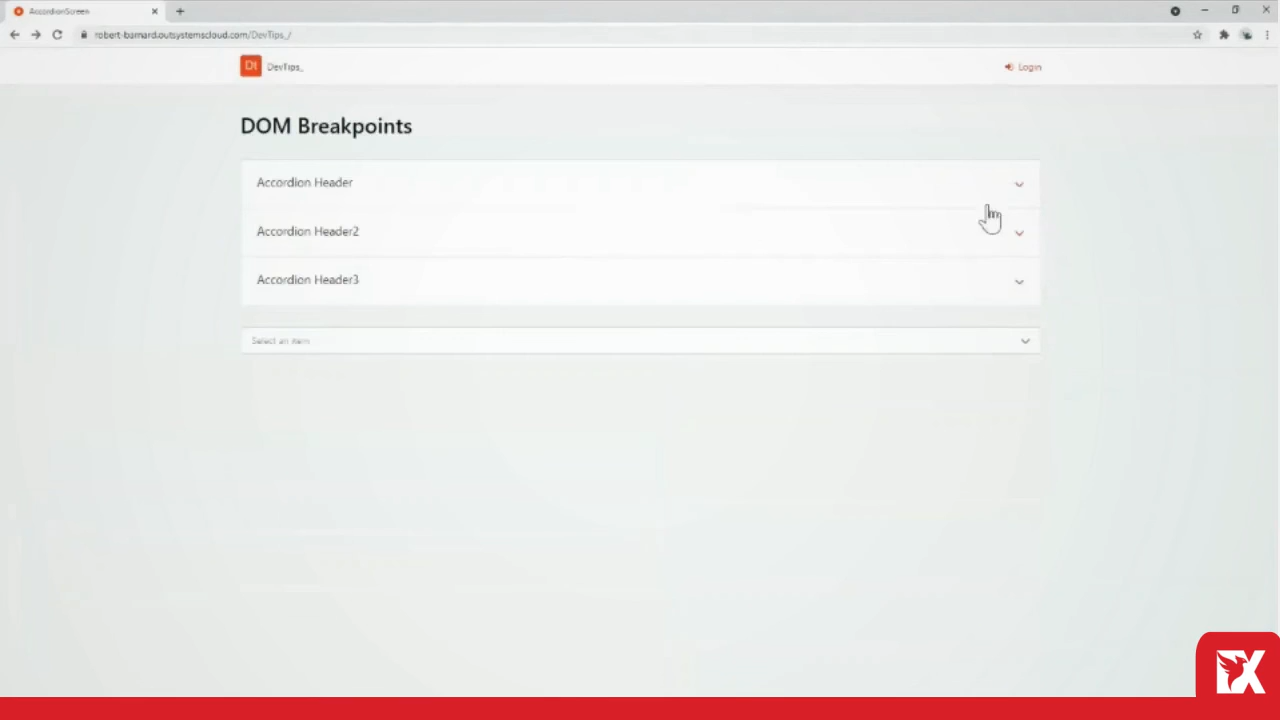 AccordionScreen
robert-barnard.outsystemscloud.com/DevTips_/
Dt DevTips_
Login
DOM Breakpoints
Accordion Header
Accordion Header2
Accordion Header3
Select an item
X